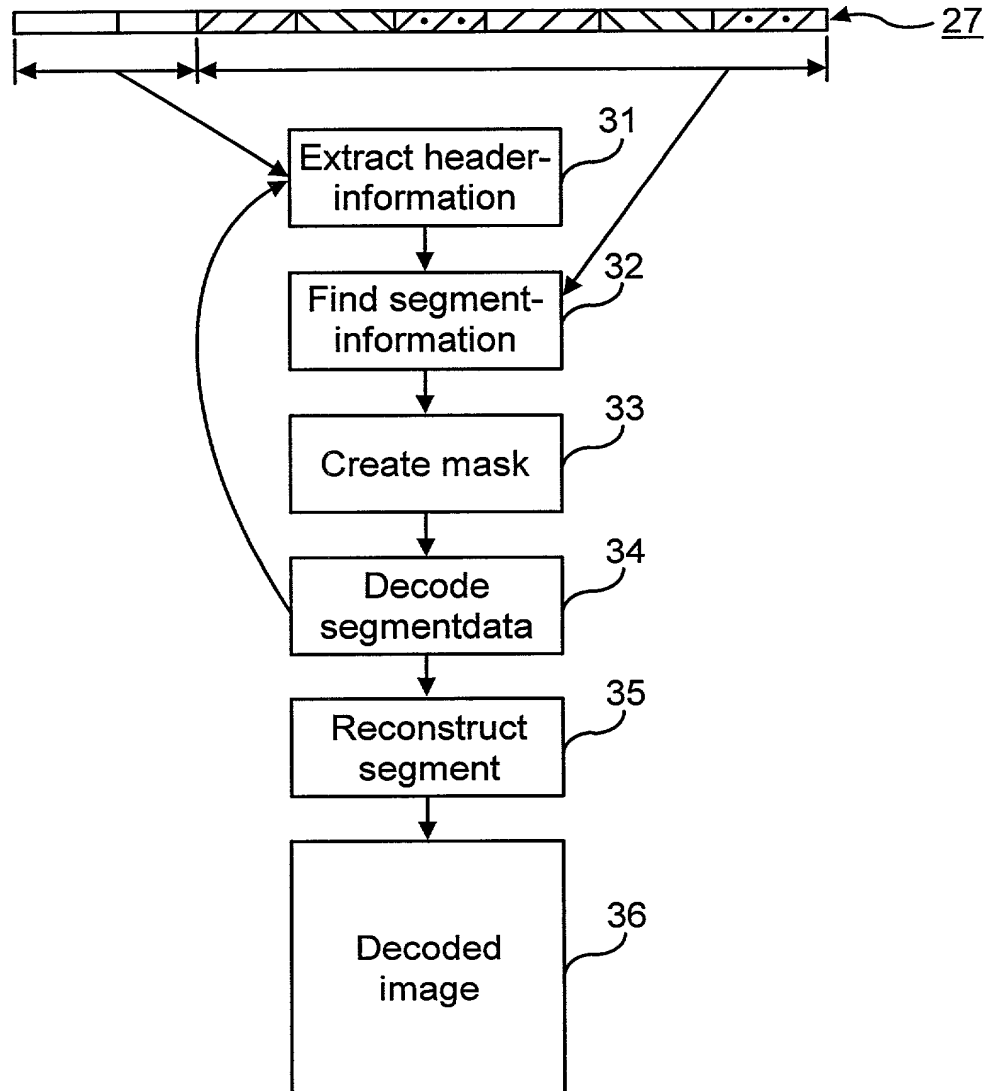 27
31
Extract header-
information
32
Find segment-
information
33
Create mask
34
Decode
segmentdata
35
Reconstruct
segment
36
Decoded
image